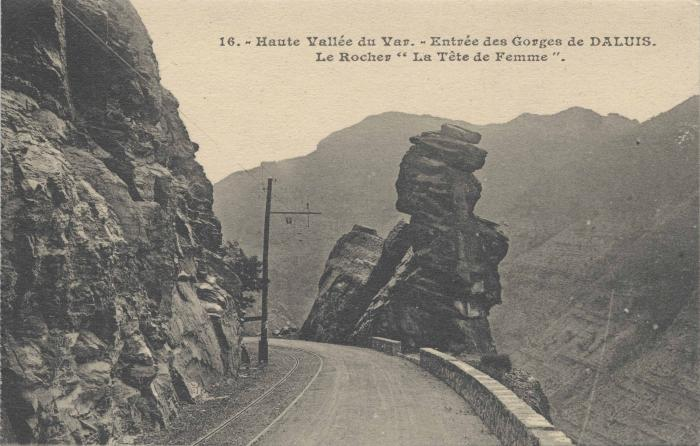 16. - Haute Vallée du Var. - Entrée des Gorges de DALUIS.
Le Rocher “ La Tête de Femme ”.